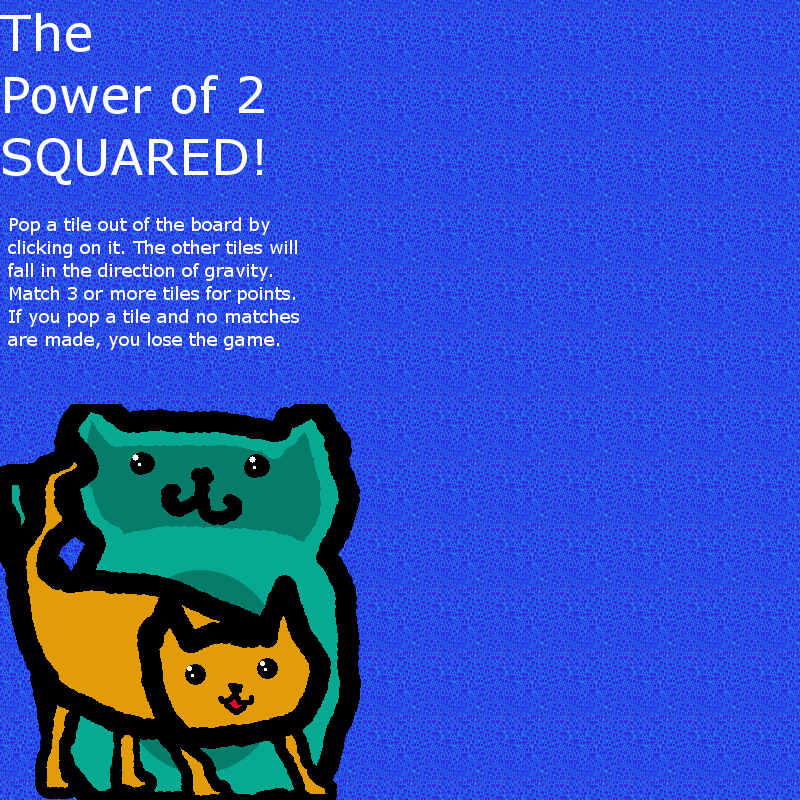 The
Power of 2
SQUARED!
Pop a tile out of the board by
clicking on it. The other tiles will
fall in the direction of gravity.
Match 3 or more tiles for points.
If you pop a tile and no matches
are made, you lose the game.